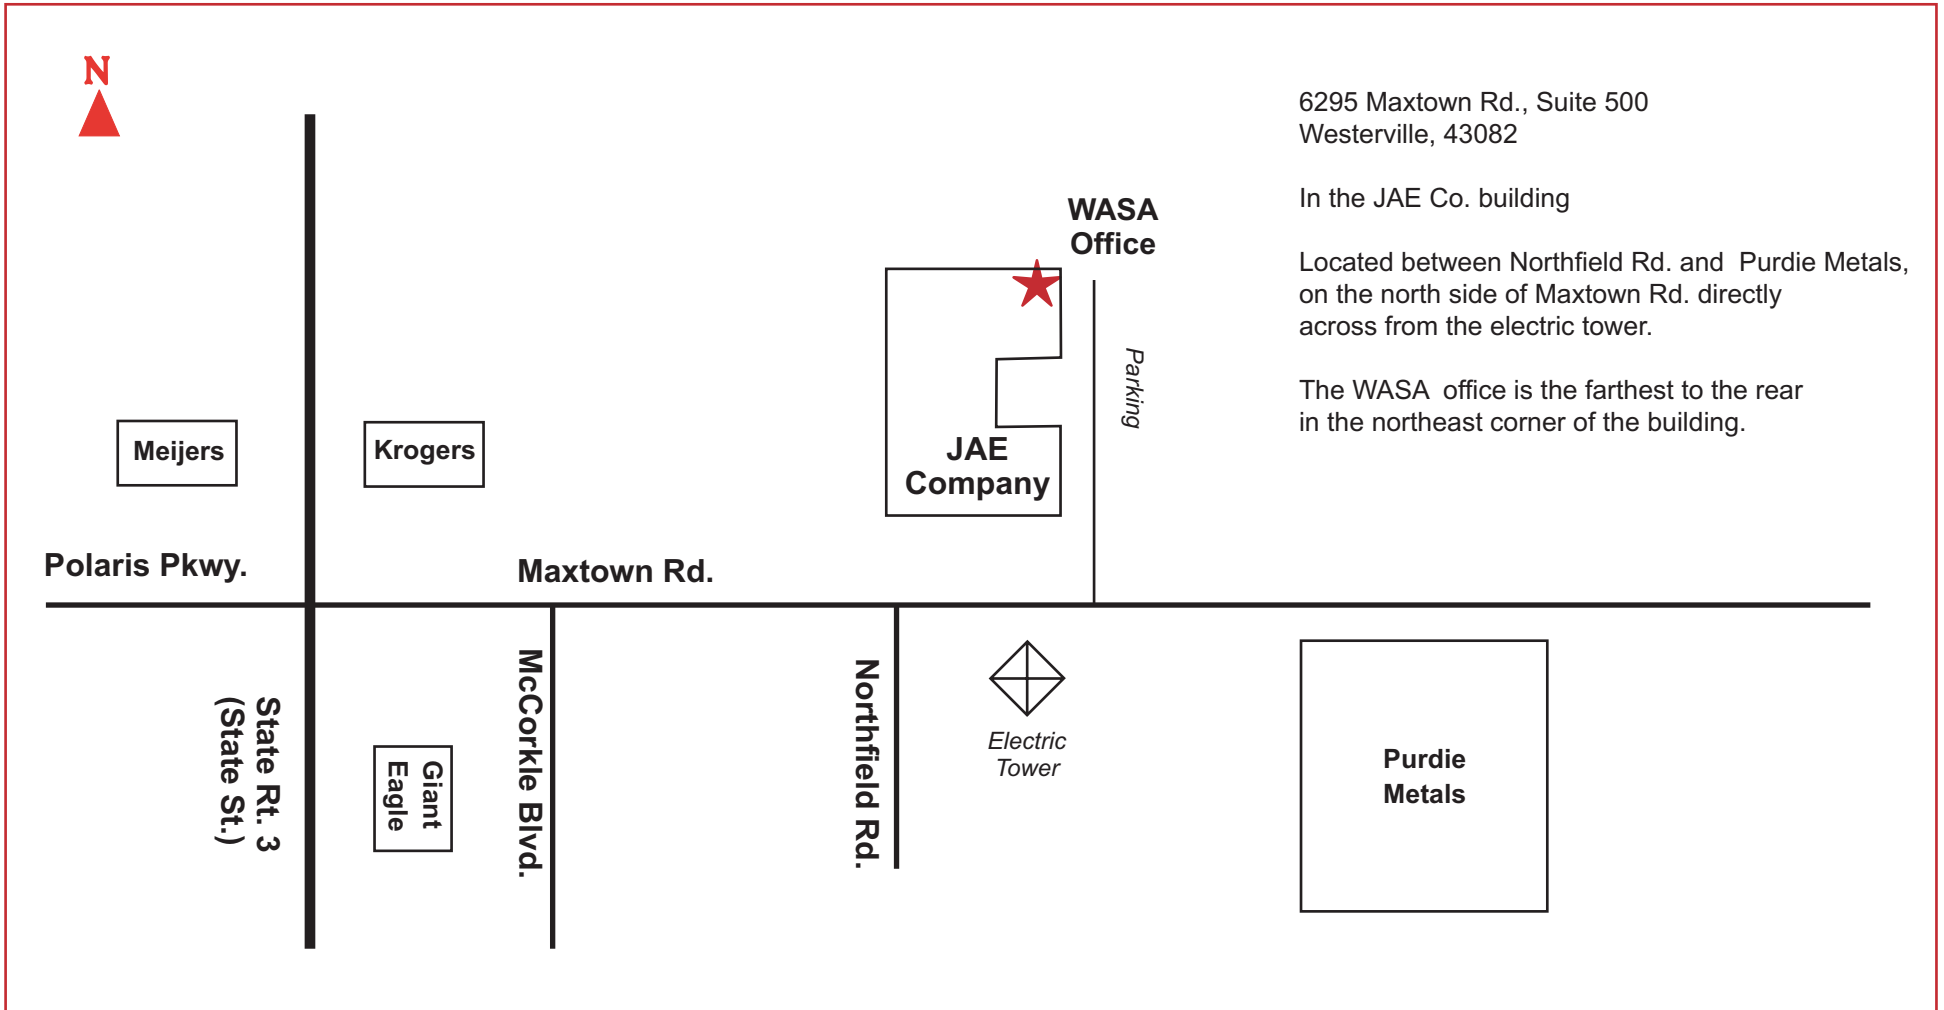 N
6295 Maxtown Rd., Suite 500
Westerville, 43082
In the JAE Co. building
Located between Northfield Rd. and Purdie Metals,
on the north side of Maxtown Rd. directly
across from the electric tower.
The WASA office is the farthest to the rear
in the northeast corner of the building.
WASA
Office
Parking
Meijers
Krogers
JAE
Company
Polaris Pkwy.
Maxtown Rd.
State Rt. 3
(State St.)
Giant
Eagle
McCorkle Blvd.
Northfield Rd.
Electric
Tower
Purdie
Metals